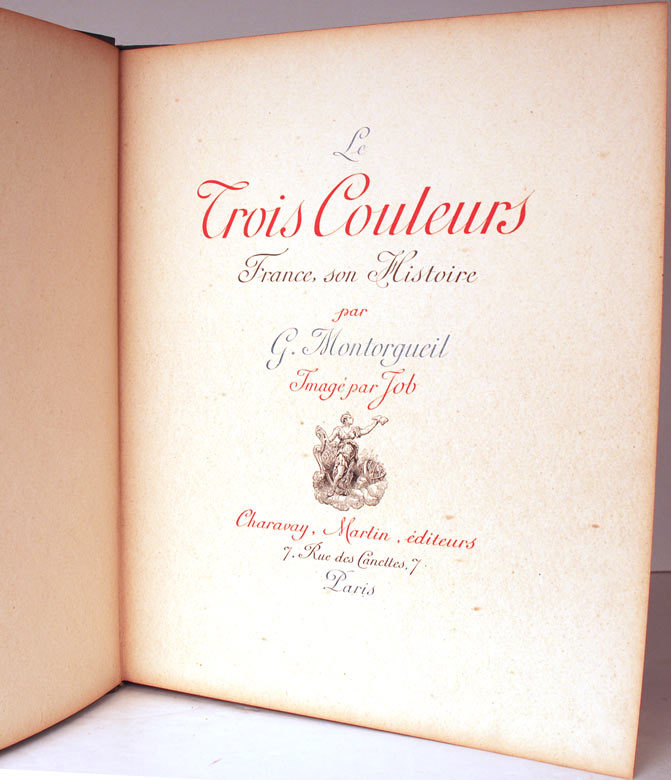 Le
Trois Couleurs
France, son Histoire
par
G. Montorgueil
Imagé par Job
Charavay, Martin, éditeurs
7, Rue des Canettes, 7
Paris